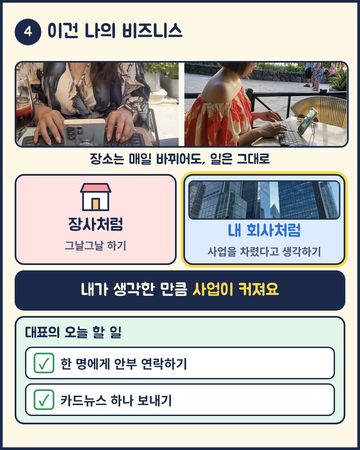 4 이건 나의 비즈니스
장소는 매일 바뀌어도, 일은 그대로
장사처럼
그날그날 하기
내 회사처럼
사업을 차렸다고 생각하기
내가 생각한 만큼 사업이 커져요
대표의 오늘 할 일
한 명에게 안부 연락하기
카드뉴스 하나 보내기